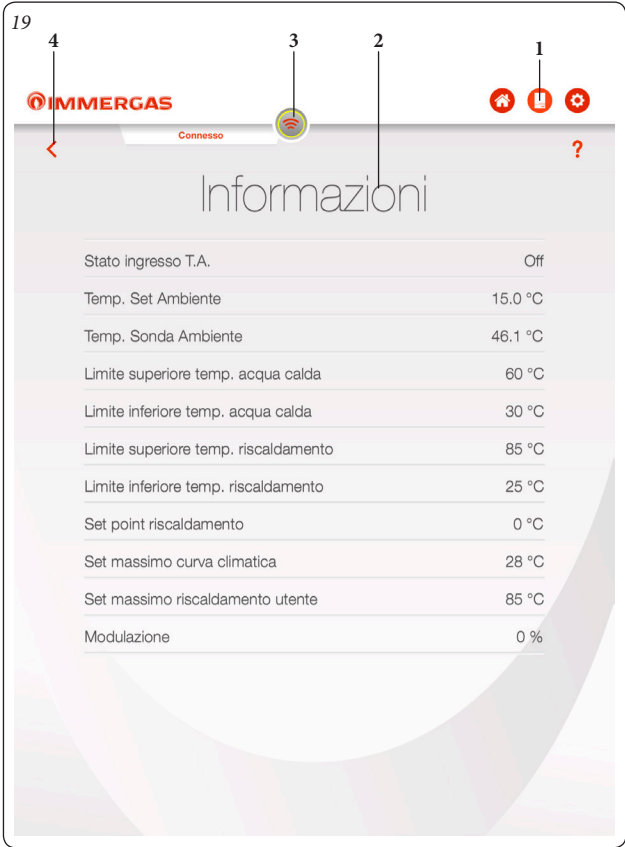 19
4 3 2 1
IMMERGAS
Connesso
?
Informazioni
Stato ingresso T.A. Off
Temp. Set Ambiente 15.0 °C
Temp. Sonda Ambiente 46.1 °C
Limite superiore temp. acqua calda 60 °C
Limite inferiore temp. acqua calda 30 °C
Limite superiore temp. riscaldamento 85 °C
Limite inferiore temp. riscaldamento 25 °C
Set point riscaldamento 0 °C
Set massimo curva climatica 28 °C
Set massimo riscaldamento utente 85 °C
Modulazione 0 %